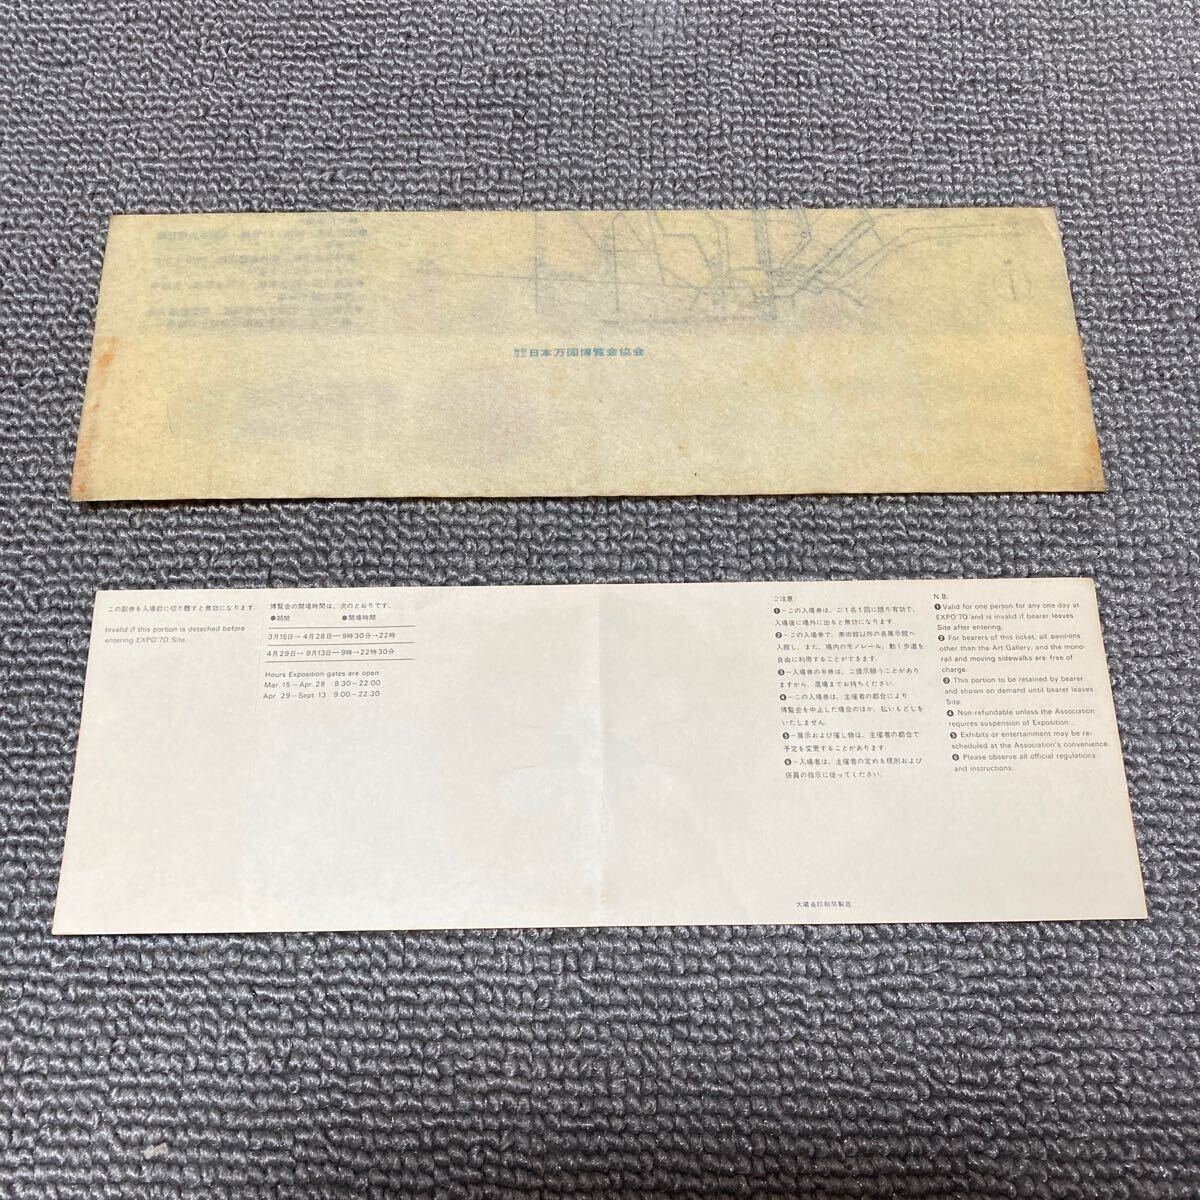 日本万国博覧会協会
この副券を入場前に切り離すと無効になります.
Invalid if this portion is detached before
entering EXPO'70 Site.
博覧会の開場時間は、次のとおりです。
●期間 ●開場時間
3月15日→4月28日—9時30分→22時
4月29日→9月13日—9時→22時30分
Hours Exposition gates are open:
Mar. 15—Apr. 28 9:30—22:00
Apr. 29—Sept. 13 9:00—22:30
ご注意
❶—この入場券は、ご1名1回に限り有効で、
入場後に場外に出ると無効になります.
❷—この入場券で、美術館以外の各展示館へ
入館し、また、場内のモノレール、動く歩道を
自由に利用することができます.
❸—入場券の半券は、ご提示願うことがあり
ますから、退場までお持ちください.
❹—この入場券は、主催者の都合により
博覧会を中止した場合のほか、払いもどしを
いたしません.
❺—展示および催し物は、主催者の都合で
予定を変更することがあります.
❻—入場者は、主催者の定める規則および
係員の指示に従ってください.
大蔵省印刷局製造
N.B.
❶ Valid for one person for any one day at
EXPO'70 and is invalid if bearer leaves
Site after entering.
❷ For bearers of this ticket, all pavilions
other than the Art Gallery, and the mono-
rail and moving sidewalks are free of
charge.
❸ This portion to be retained by bearer
and shown on demand until bearer leaves
Site.
❹ Non-refundable unless the Association
requires suspension of Exposition.
❺ Exhibits or entertainment may be re-
scheduled at the Association's convenience.
❻ Please observe all official regulations
and instructions.